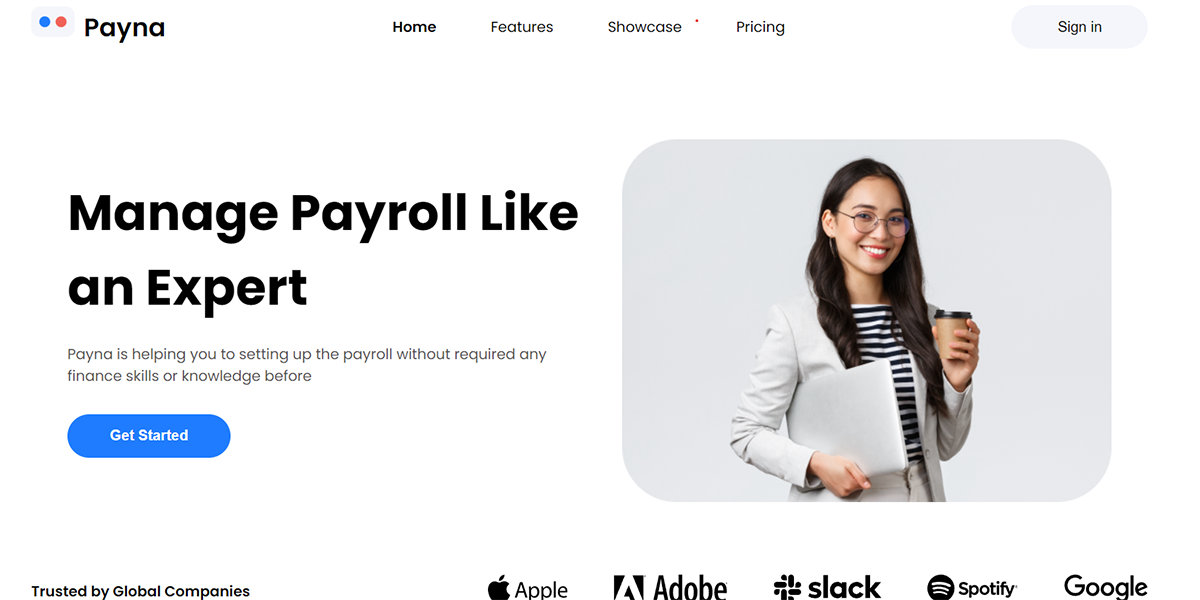 Payna
Home
Features
Showcase
Pricing
Sign in
Manage Payroll Like
an Expert
Payna is helping you to setting up the payroll without required any
finance skills or knowledge before
Get Started
Trusted by Global Companies
Apple
Adobe
slack
Spotify
Google